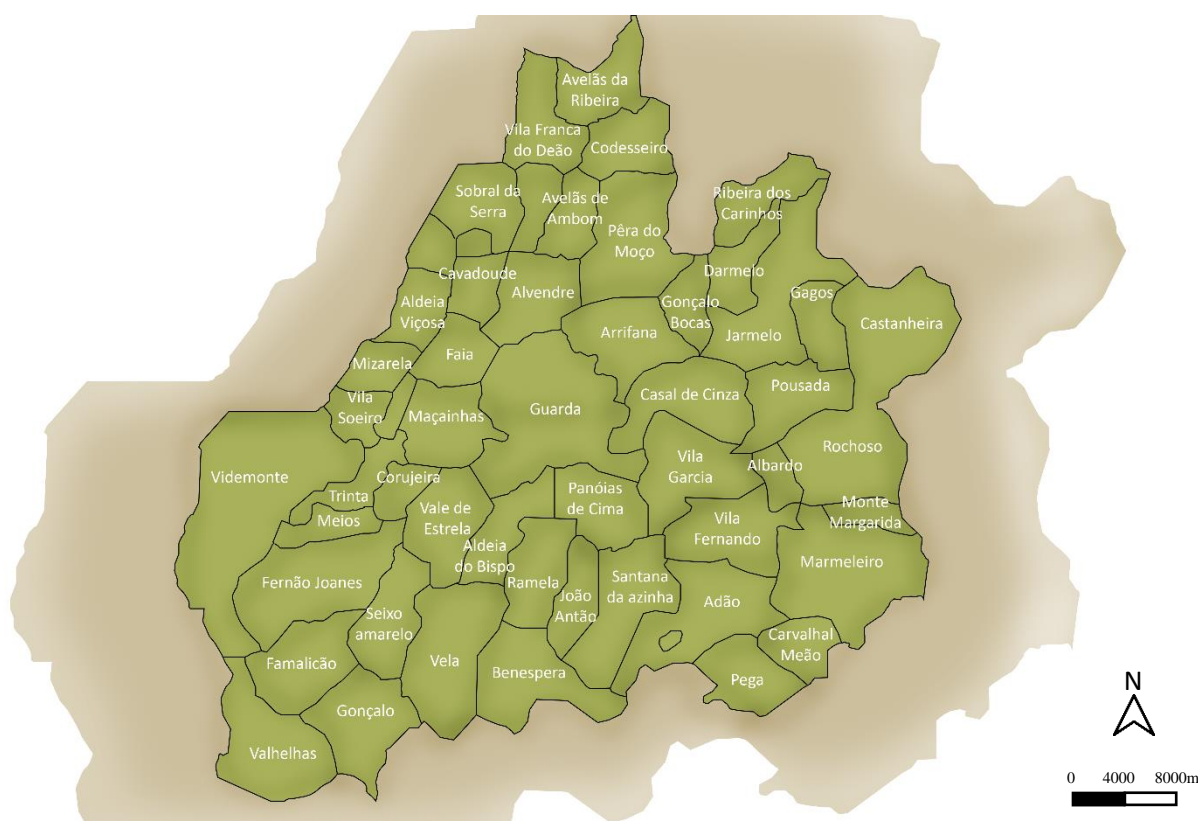 Avelãs da
Ribeira
Vila Franca
do Deão
Codesseiro
Sobral da
Serra
Avelãs de
Ambom
Ribeira dos
Carinhos
Pêra do
Moço
Cavadoude
Alvendre
Darmelo
Aldeia
Viçosa
Gonçalo
Bocas
Gagos
Castanheira
Arrifana
Jarmelo
Mizarela
Faia
Vila
Soeiro
Maçainhas
Guarda
Casal de Cinza
Pousada
Videmonte
Corujeira
Trinta
Meios
Vila
Garcia
Albardo
Rochoso
Vale de
Estrela
Panóias
de Cima
Monte
Margarida
Vila
Fernando
Aldeia
do Bispo
Marmeleiro
Fernão Joanes
Ramela
João
Antão
Santana
da azinha
Adão
Seixo
amarelo
Carvalhal
Meão
Famalicão
Vela
Benespera
Pega
Gonçalo
Valhelhas
N
0 4000 8000m